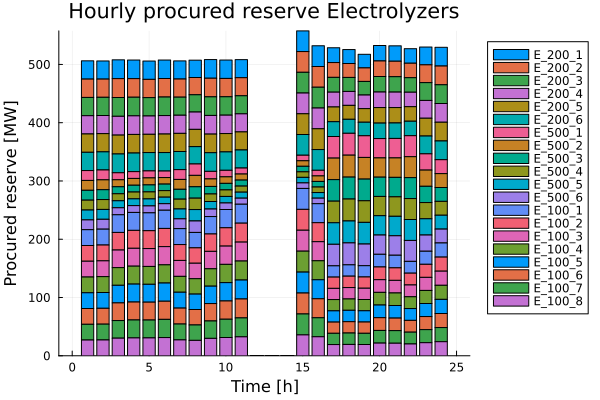 Hourly procured reserve Electrolyzers
Procured reserve [MW]
500
400
300
200
100
0
0
5
10
15
20
25
Time [h]
E_200_1
E_200_2
E_200_3
E_200_4
E_200_5
E_200_6
E_500_1
E_500_2
E_500_3
E_500_4
E_500_5
E_500_6
E_100_1
E_100_2
E_100_3
E_100_4
E_100_5
E_100_6
E_100_7
E_100_8